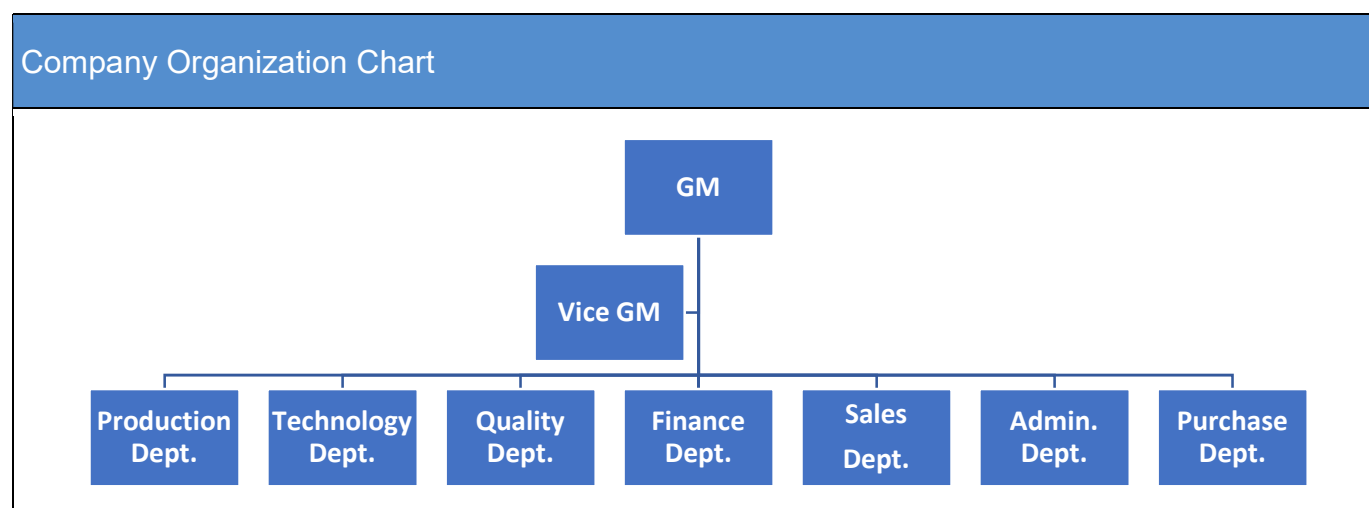 Company Organization Chart
GM
Vice GM
Production
Dept.
Technology
Dept.
Quality
Dept.
Finance
Dept.
Sales
Dept.
Admin.
Dept.
Purchase
Dept.